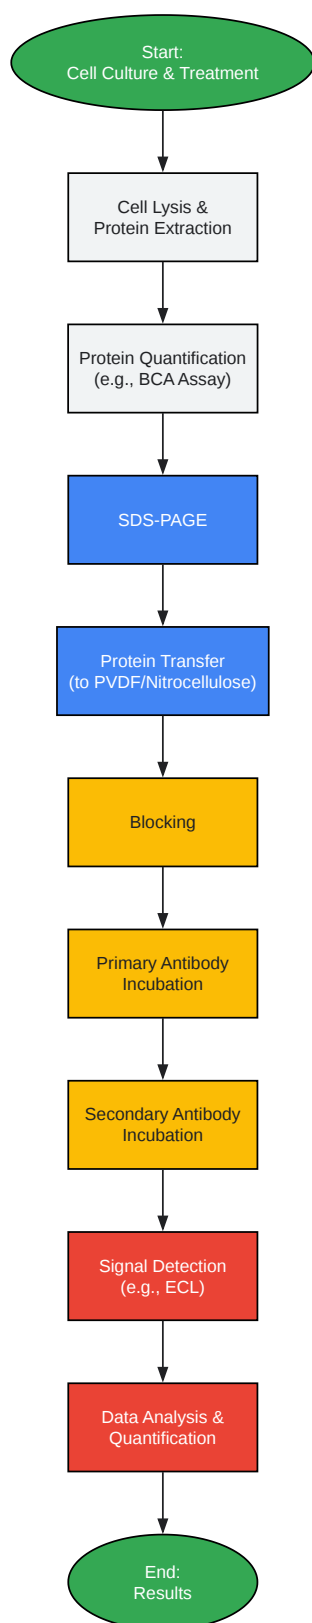 Start:
Cell Culture & Treatment
Cell Lysis &
Protein Extraction
Protein Quantification
(e.g., BCA Assay)
SDS-PAGE
Protein Transfer
(to PVDF/Nitrocellulose)
Blocking
Primary Antibody
Incubation
Secondary Antibody
Incubation
Signal Detection
(e.g., ECL)
Data Analysis &
Quantification
End:
Results